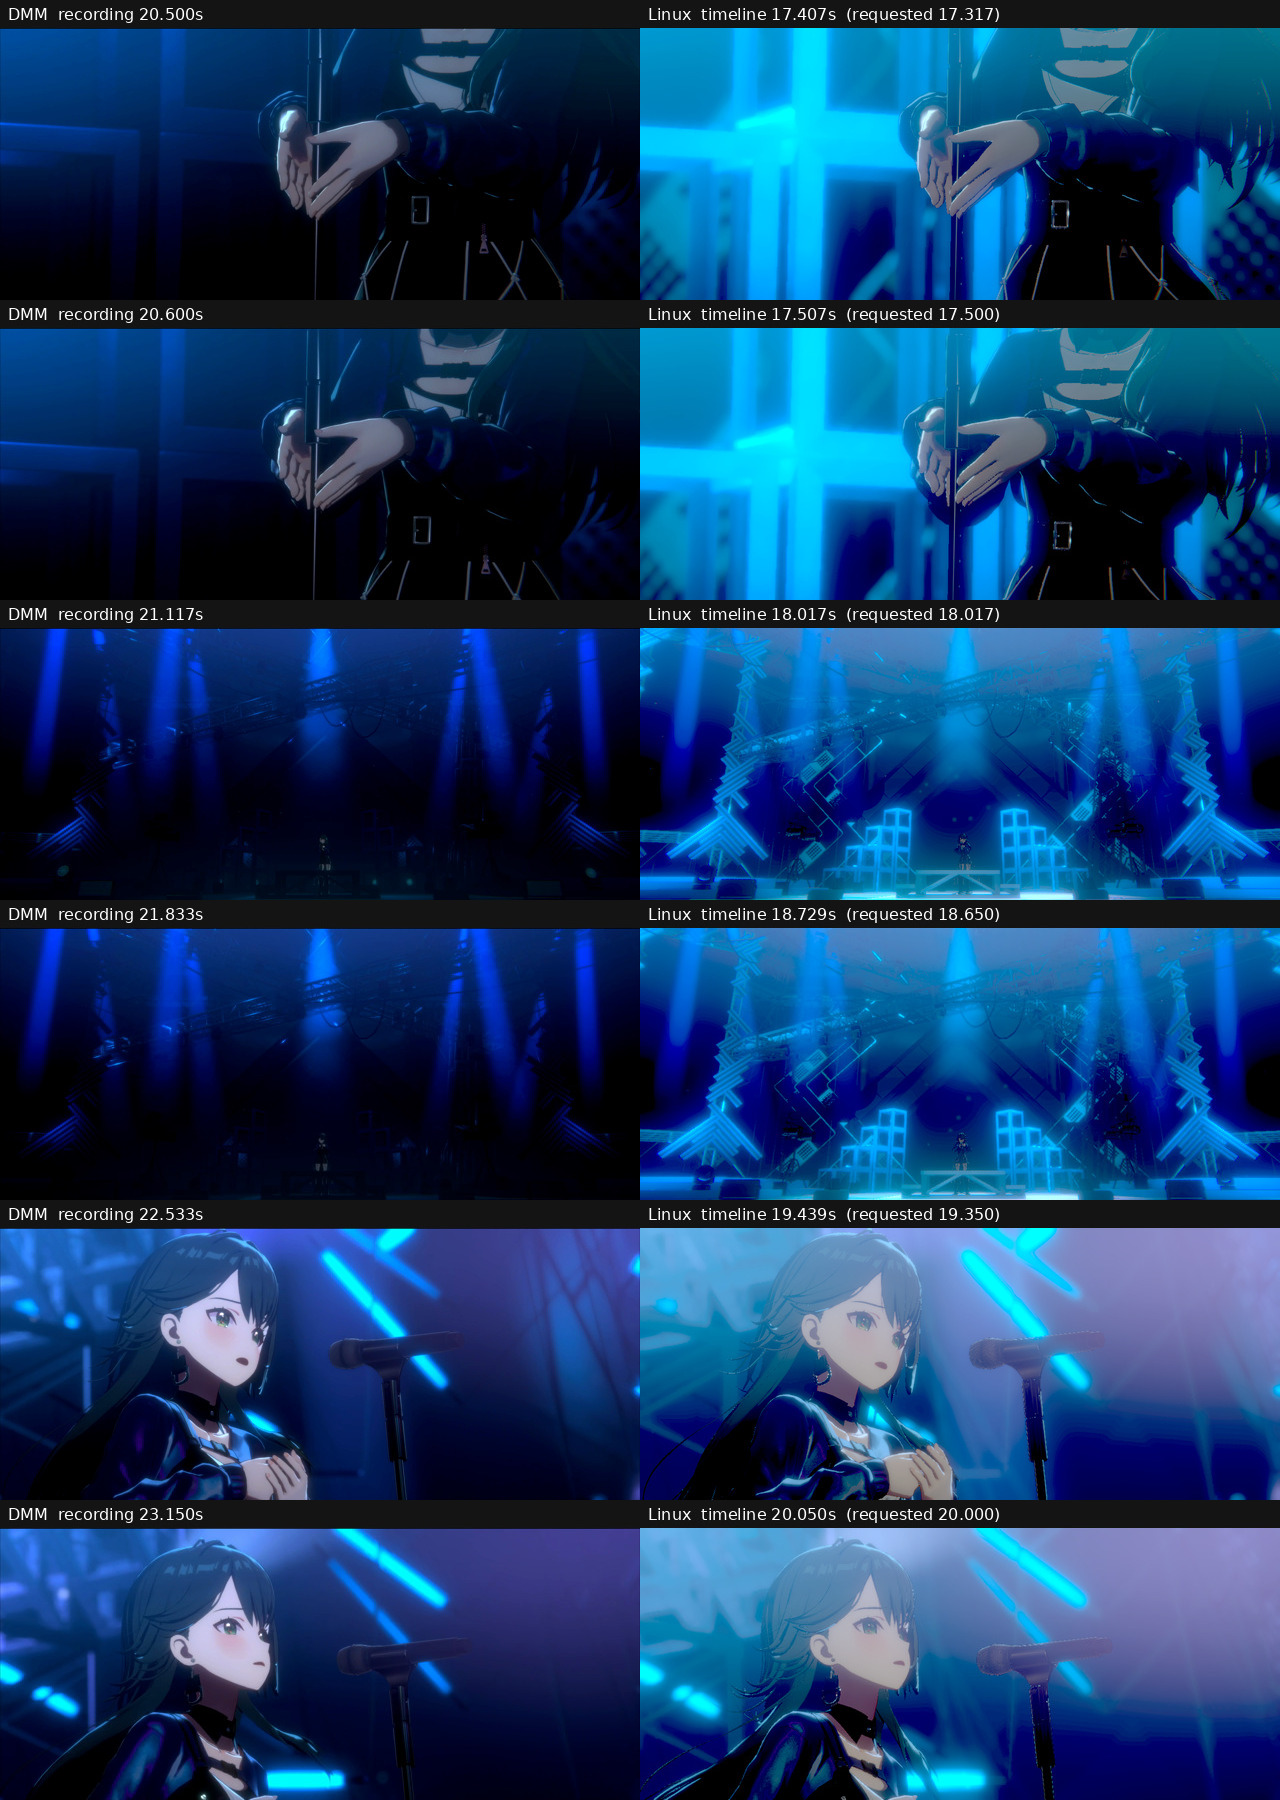 DMM recording 20.500s
Linux timeline 17.407s (requested 17.317)
DMM recording 20.600s
Linux timeline 17.507s (requested 17.500)
DMM recording 21.117s
Linux timeline 18.017s (requested 18.017)
DMM recording 21.833s
Linux timeline 18.729s (requested 18.650)
DMM recording 22.533s
Linux timeline 19.439s (requested 19.350)
DMM recording 23.150s
Linux timeline 20.050s (requested 20.000)